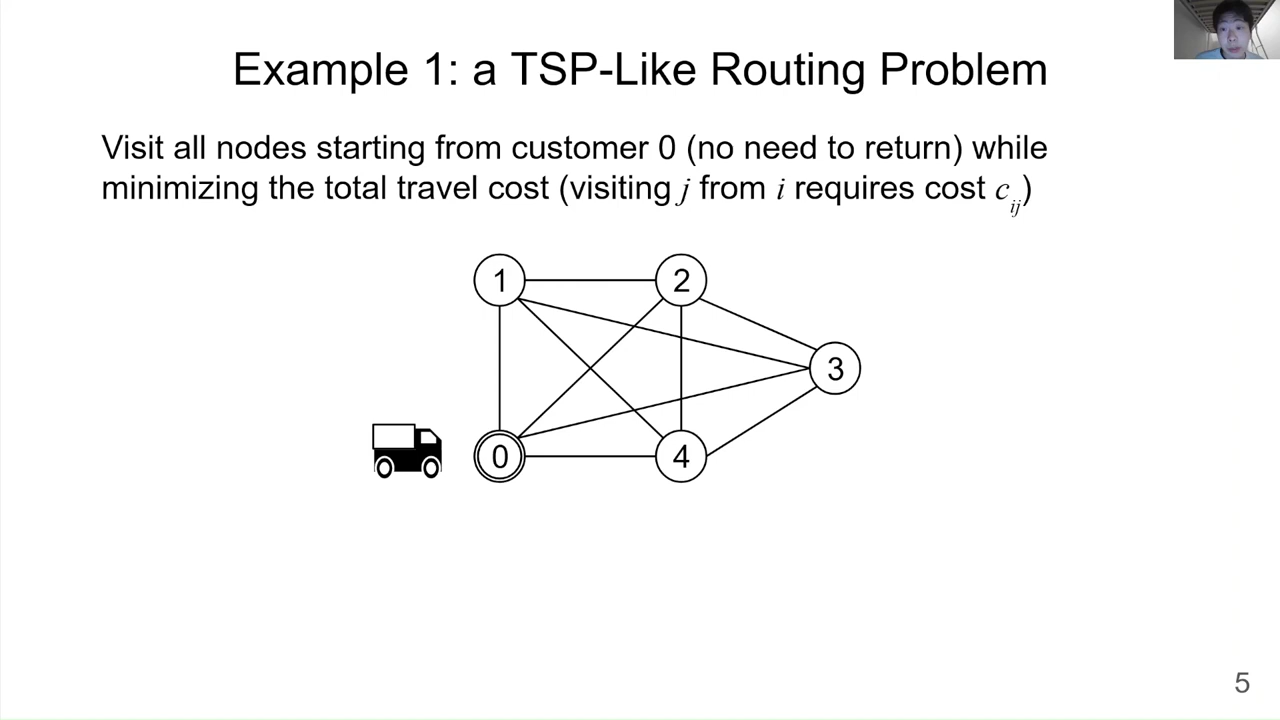 Example 1: a TSP-Like Routing Problem
Visit all nodes starting from customer 0 (no need to return) while
minimizing the total travel cost (visiting j from i requires cost c_ij)
1
2
3
0
4
5